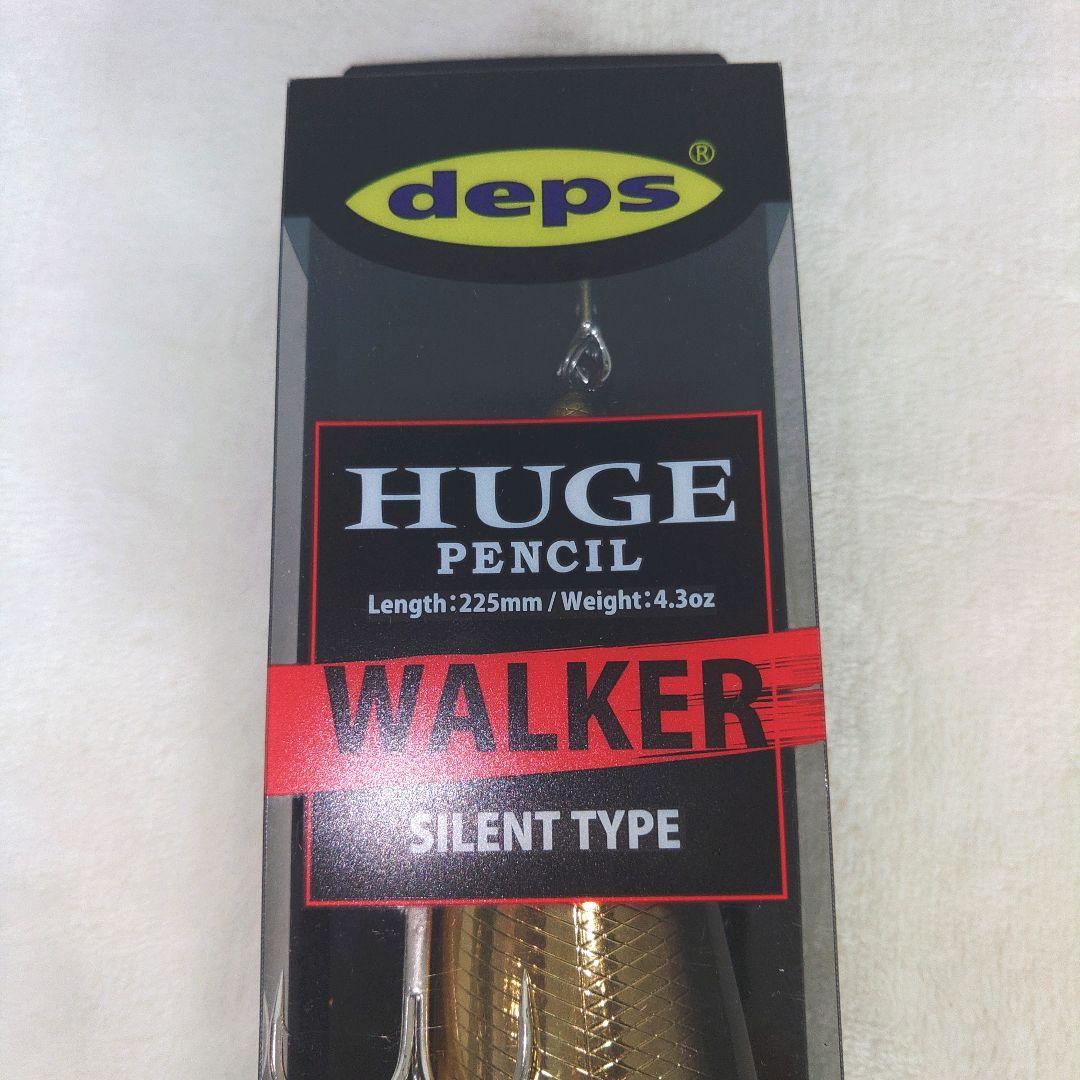 deps®
HUGE
PENCIL
Length:225mm / Weight:4.3oz
WALKER
SILENT TYPE